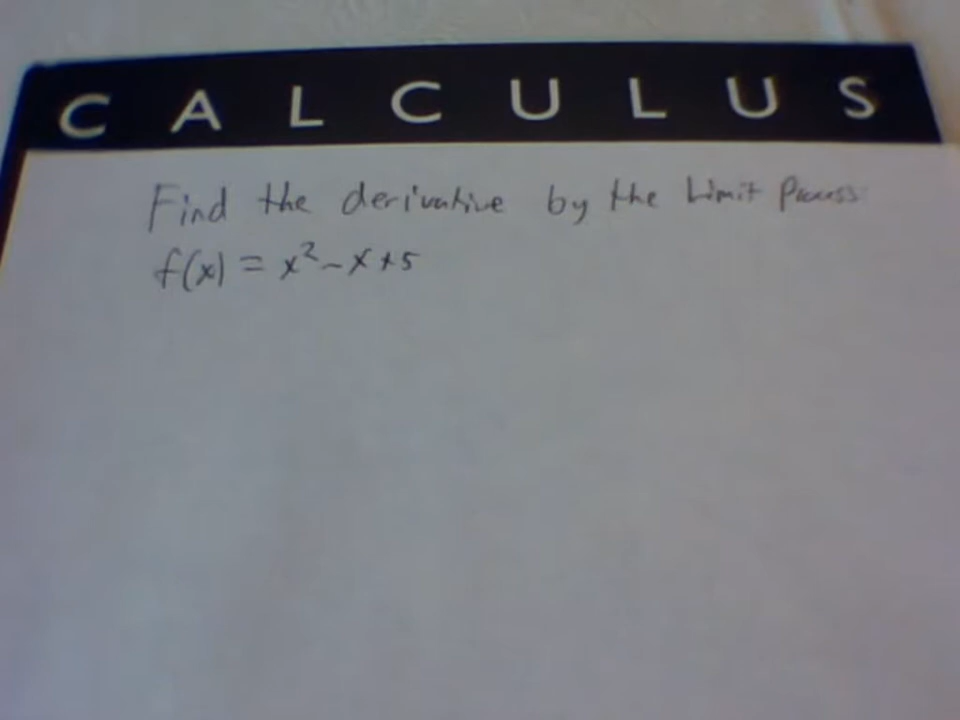 CALCULUS
Find the derivative by the Limit Process
f(x) = x² - x + 5